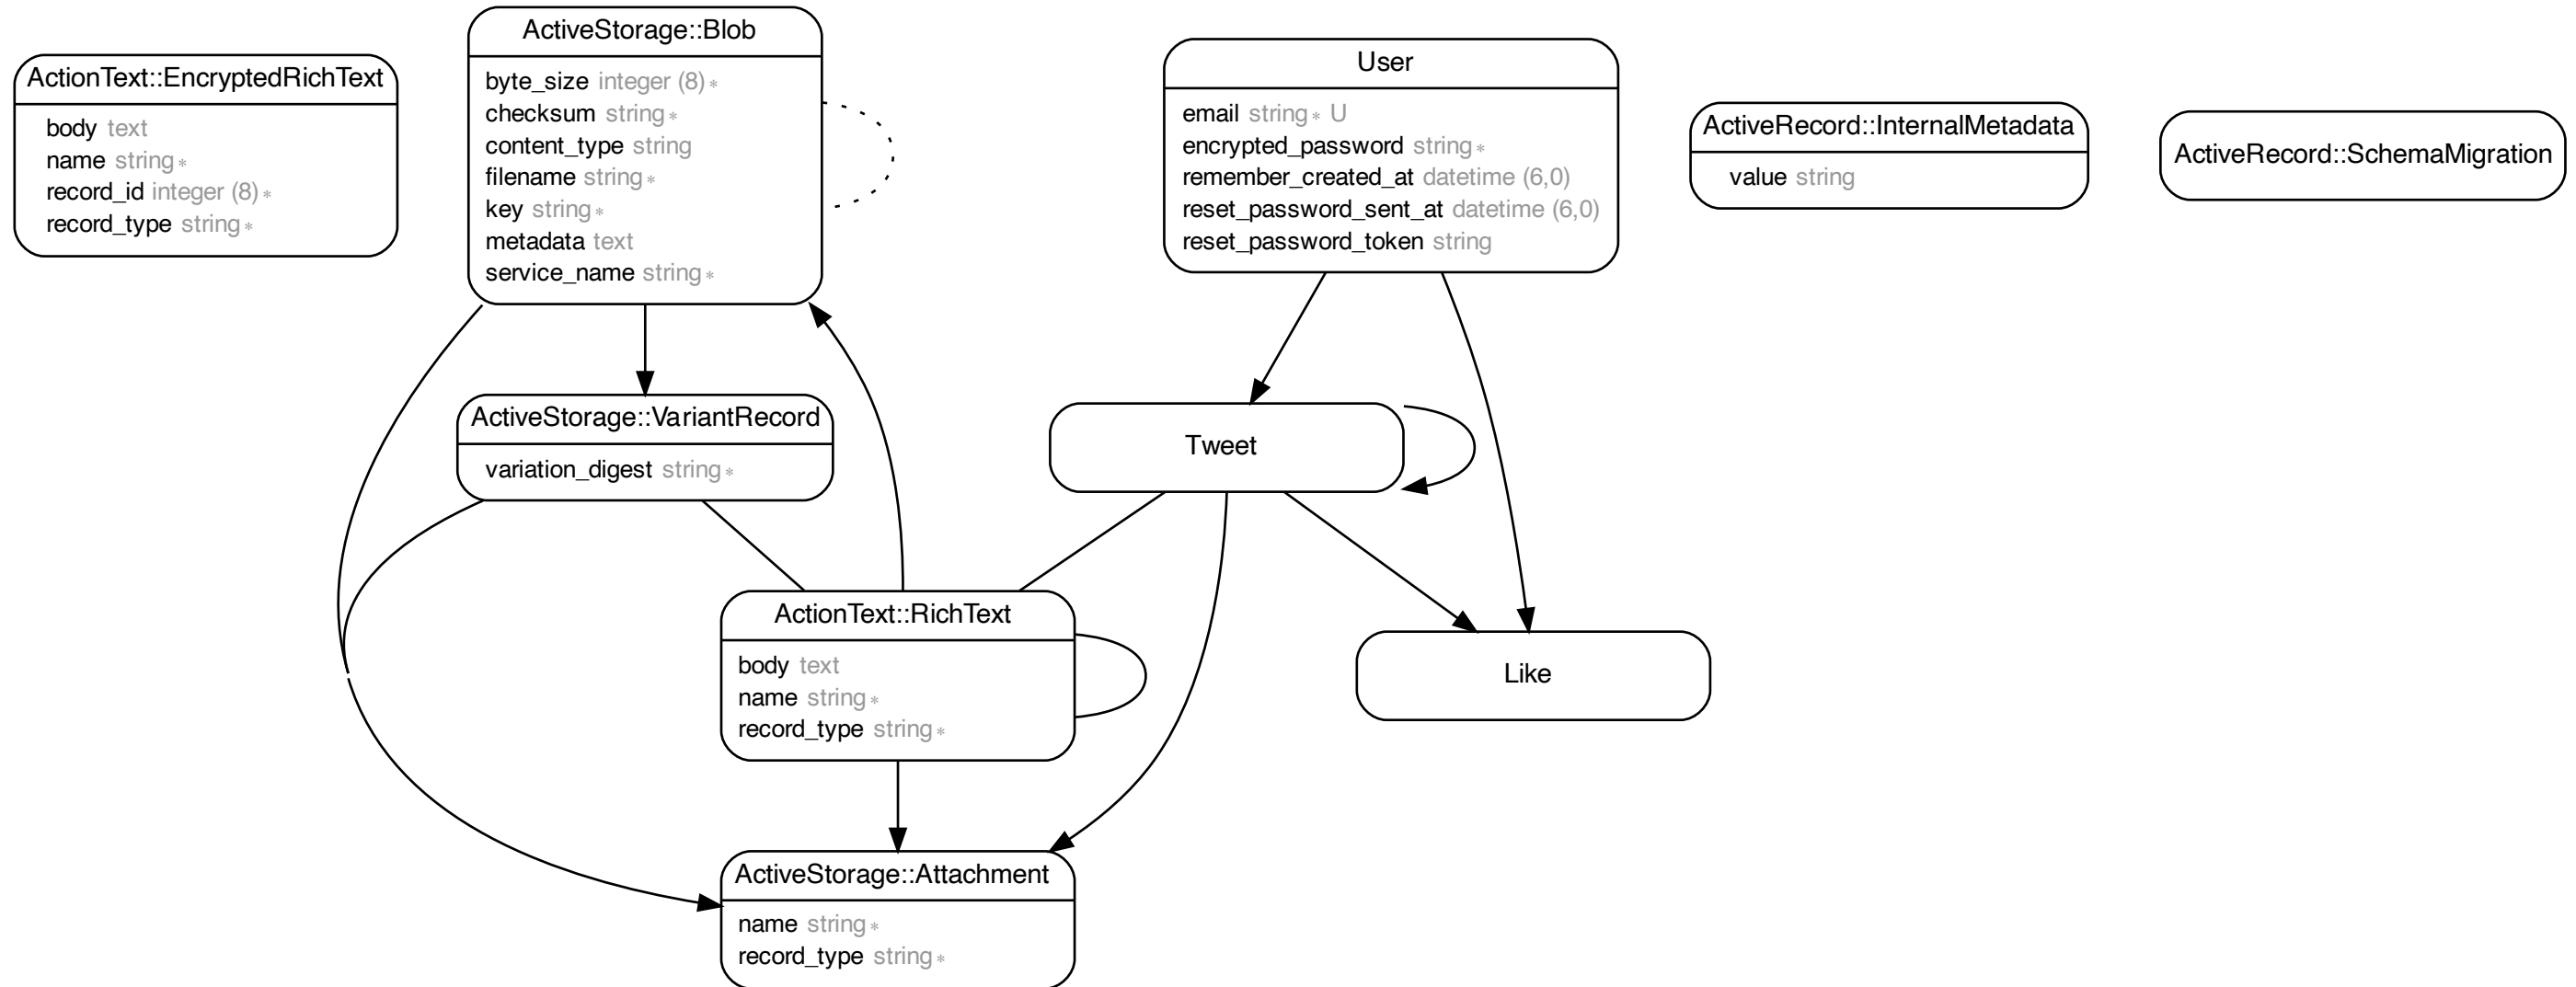 ActionText::EncryptedRichText
body text
name string *
record_id integer (8) *
record_type string *
ActiveStorage::Blob
byte_size integer (8) *
checksum string *
content_type string
filename string *
key string *
metadata text
service_name string *
User
email string * U
encrypted_password string *
remember_created_at datetime (6,0)
reset_password_sent_at datetime (6,0)
reset_password_token string
ActiveRecord::InternalMetadata
value string
ActiveRecord::SchemaMigration
ActiveStorage::VariantRecord
variation_digest string *
Tweet
ActionText::RichText
body text
name string *
record_type string *
Like
ActiveStorage::Attachment
name string *
record_type string *